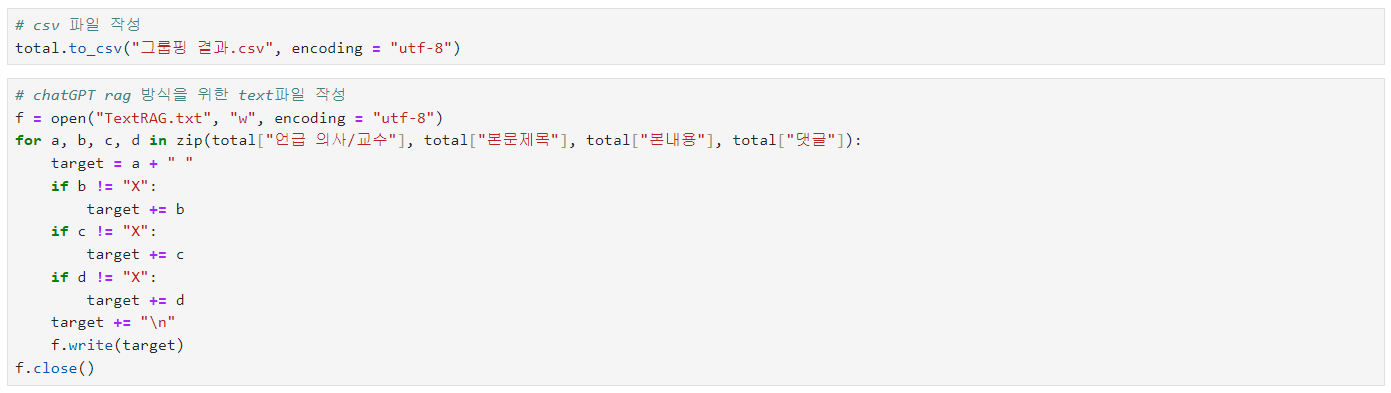 # csv 파일 작성
total.to_csv("그룹핑 결과.csv", encoding = "utf-8")
# chatGPT rag 방식을 위한 text파일 작성
f = open("TextRAG.txt", "w", encoding = "utf-8")
for a, b, c, d in zip(total["언급 의사/교수"], total["본문제목"], total["본내용"], total["댓글"]):
    target = a + " "
    if b != "X":
        target += b
    if c != "X":
        target += c
    if d != "X":
        target += d
    target += "\n"
    f.write(target)
f.close()